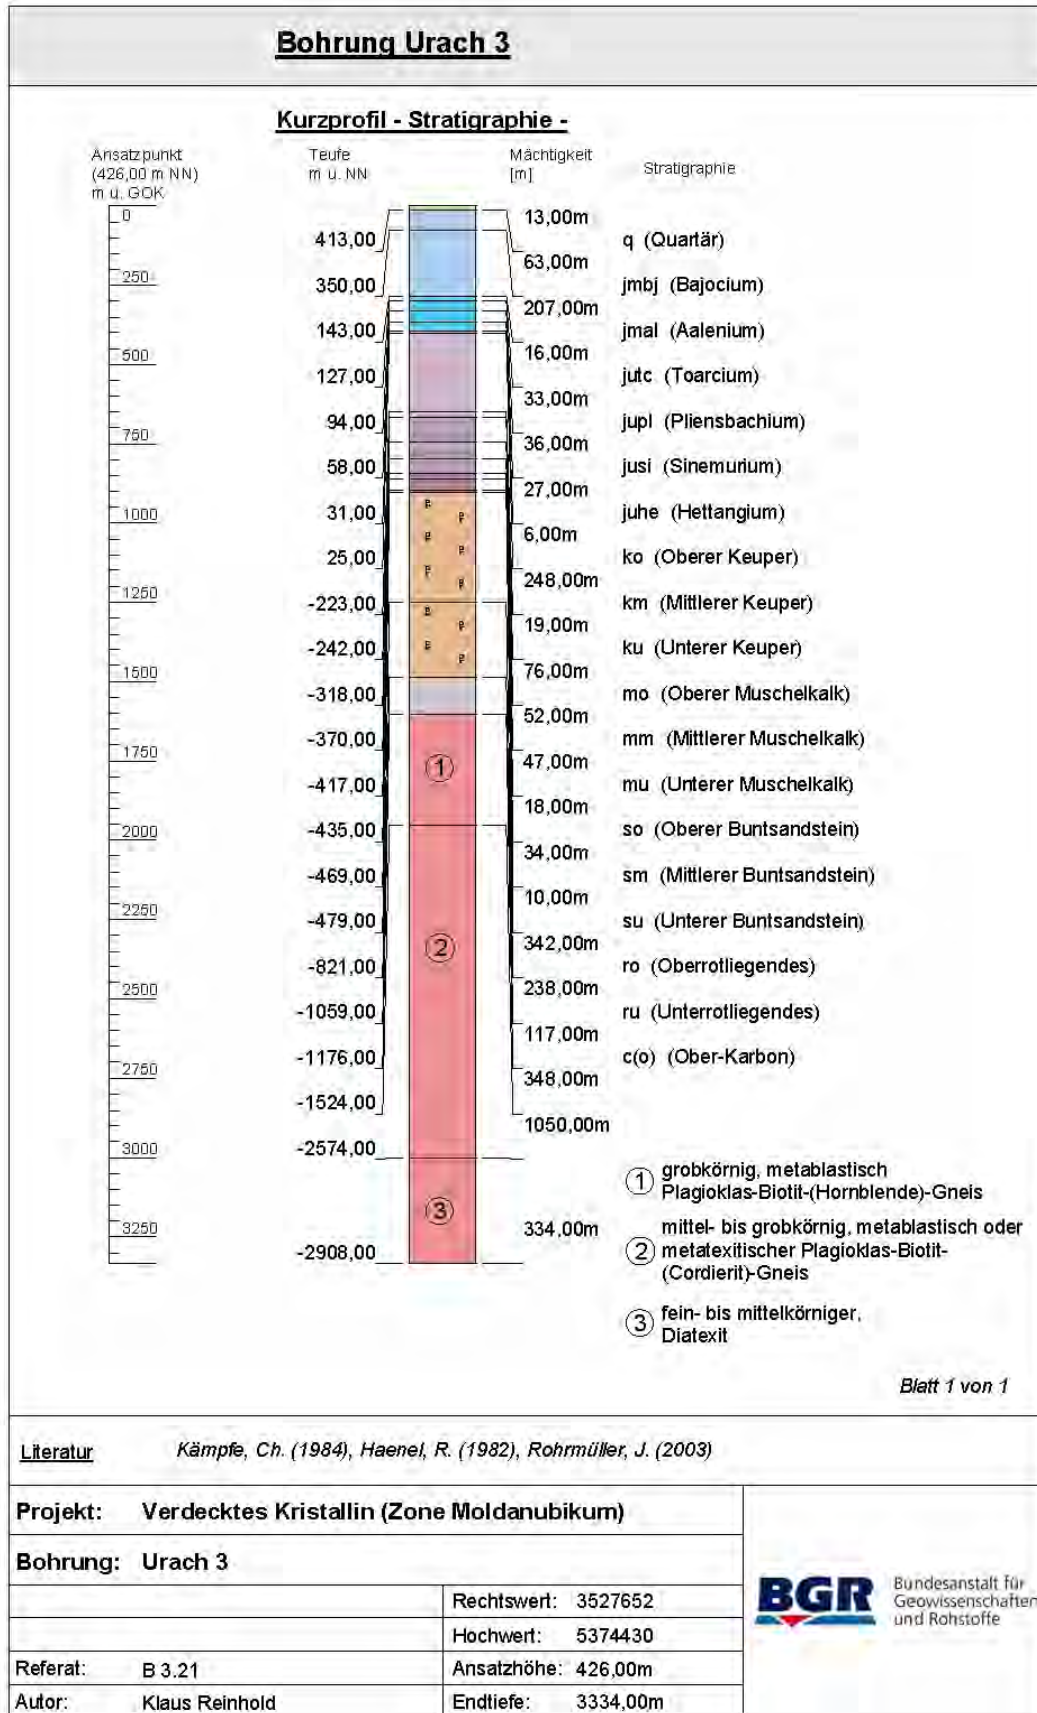 Bohrung Urach 3
Kurzprofil - Stratigraphie -
Ansatzpunkt
(426,00 m NN)
m u. GOK
Teufe
m u. NN
Mächtigkeit
[m]
Stratigraphie
0
250
500
750
1000
1250
1500
1750
2000
2250
2500
2750
3000
3250
413,00
350,00
143,00
127,00
94,00
58,00
31,00
25,00
-223,00
-242,00
-318,00
-370,00
-417,00
-435,00
-469,00
-479,00
-821,00
-1059,00
-1176,00
-1524,00
-2574,00
-2908,00
1
2
3
13,00m
63,00m
207,00m
16,00m
33,00m
36,00m
27,00m
6,00m
248,00m
19,00m
76,00m
52,00m
47,00m
18,00m
34,00m
10,00m
342,00m
238,00m
117,00m
348,00m
1050,00m
334,00m
q (Quartär)
jmbj (Bajocium)
jmal (Aalenium)
jutc (Toarcium)
jupl (Pliensbachium)
jusi (Sinemurium)
juhe (Hettangium)
ko (Oberer Keuper)
km (Mittlerer Keuper)
ku (Unterer Keuper)
mo (Oberer Muschelkalk)
mm (Mittlerer Muschelkalk)
mu (Unterer Muschelkalk)
so (Oberer Buntsandstein)
sm (Mittlerer Buntsandstein)
su (Unterer Buntsandstein)
ro (Oberrotliegendes)
ru (Unterrotliegendes)
c(o) (Ober-Karbon)
1 grobkörnig, metablastisch
Plagioklas-Biotit-(Hornblende)-Gneis
mittel- bis grobkörnig, metablastisch oder
2 metatexitischer Plagioklas-Biotit-
(Cordierit)-Gneis
3 fein- bis mittelkörniger,
Diatexit
Blatt 1 von 1
Literatur Kämpfe, Ch. (1984), Haenel, R. (1982), Rohrmüller, J. (2003)
Projekt: Verdecktes Kristallin (Zone Moldanubikum)
Bohrung: Urach 3
Rechtswert: 3527652
Hochwert: 5374430
Referat: B 3.21
Ansatzhöhe: 426,00m
Autor: Klaus Reinhold
Endtiefe: 3334,00m
BGR
Bundesanstalt für
Geowissenschaften
und Rohstoffe